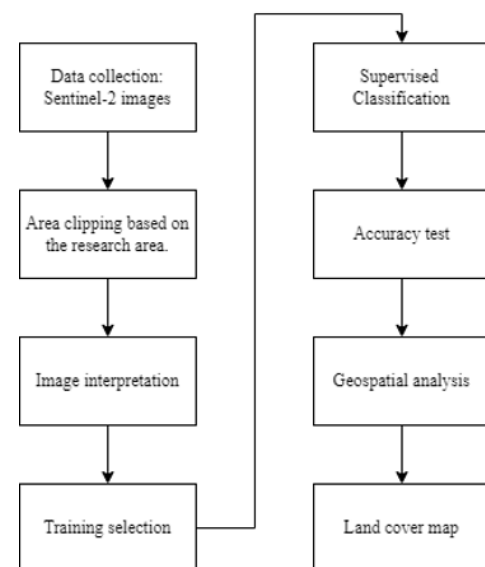 Data collection:
Sentinel-2 images
Area clipping based on
the research area.
Image interpretation
Training selection
Supervised
Classification
Accuracy test
Geospatial analysis
Land cover map